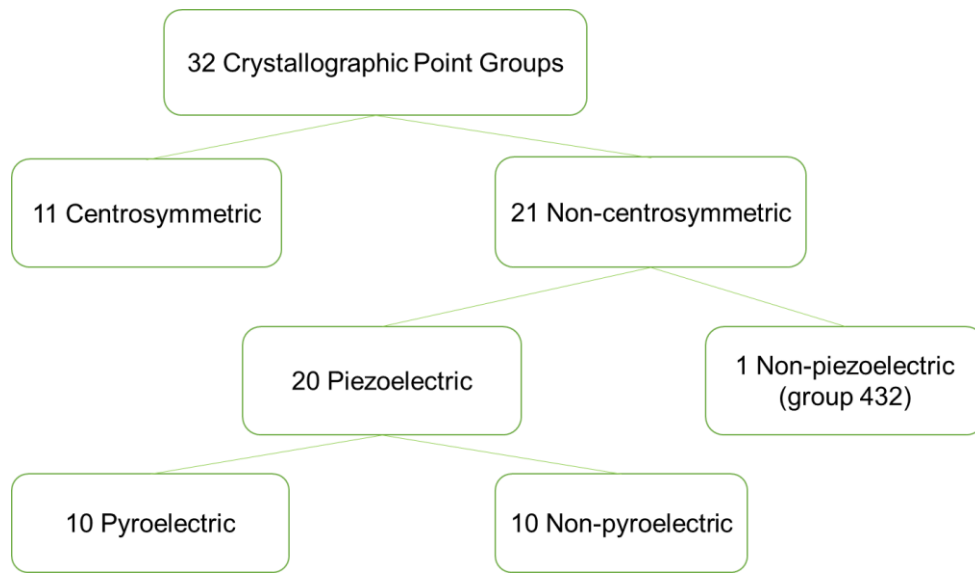 32 Crystallographic Point Groups
11 Centrosymmetric
21 Non-centrosymmetric
20 Piezoelectric
1 Non-piezoelectric
(group 432)
10 Pyroelectric
10 Non-pyroelectric